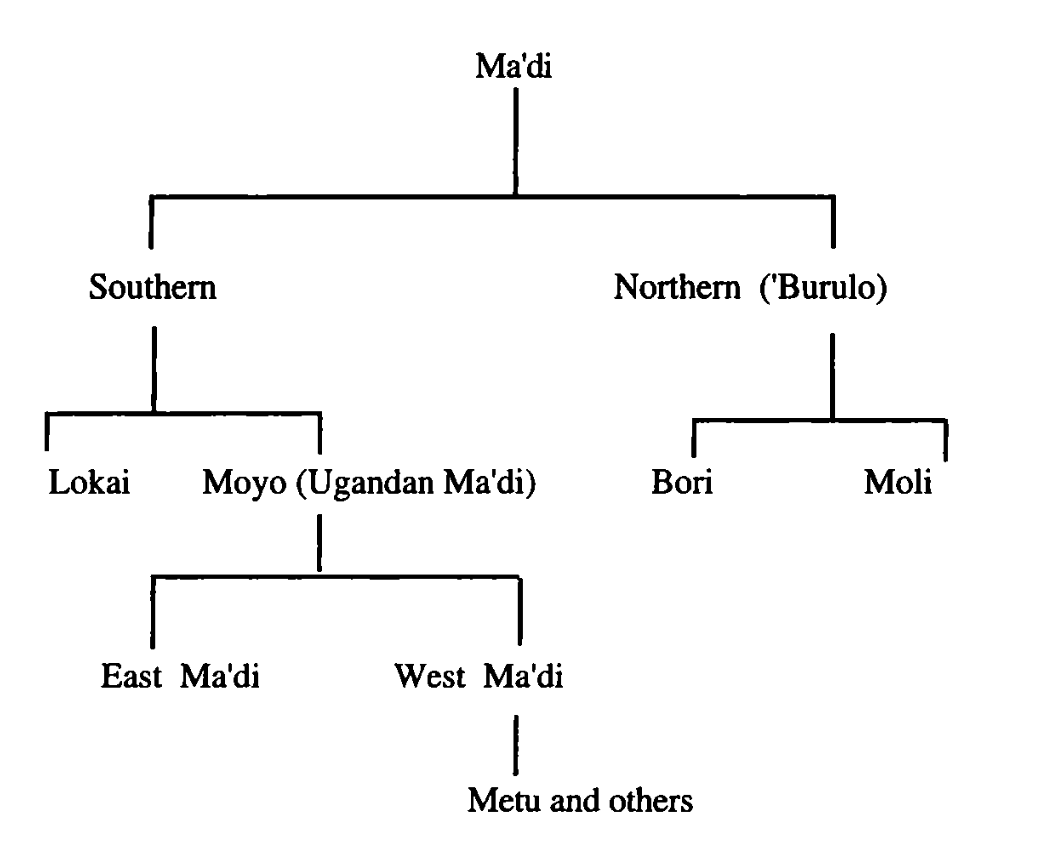 Ma'di
Southern Northern ('Burulo)
Lokai Moyo (Ugandan Ma'di) Bori Moli
East Ma'di West Ma'di
Metu and others